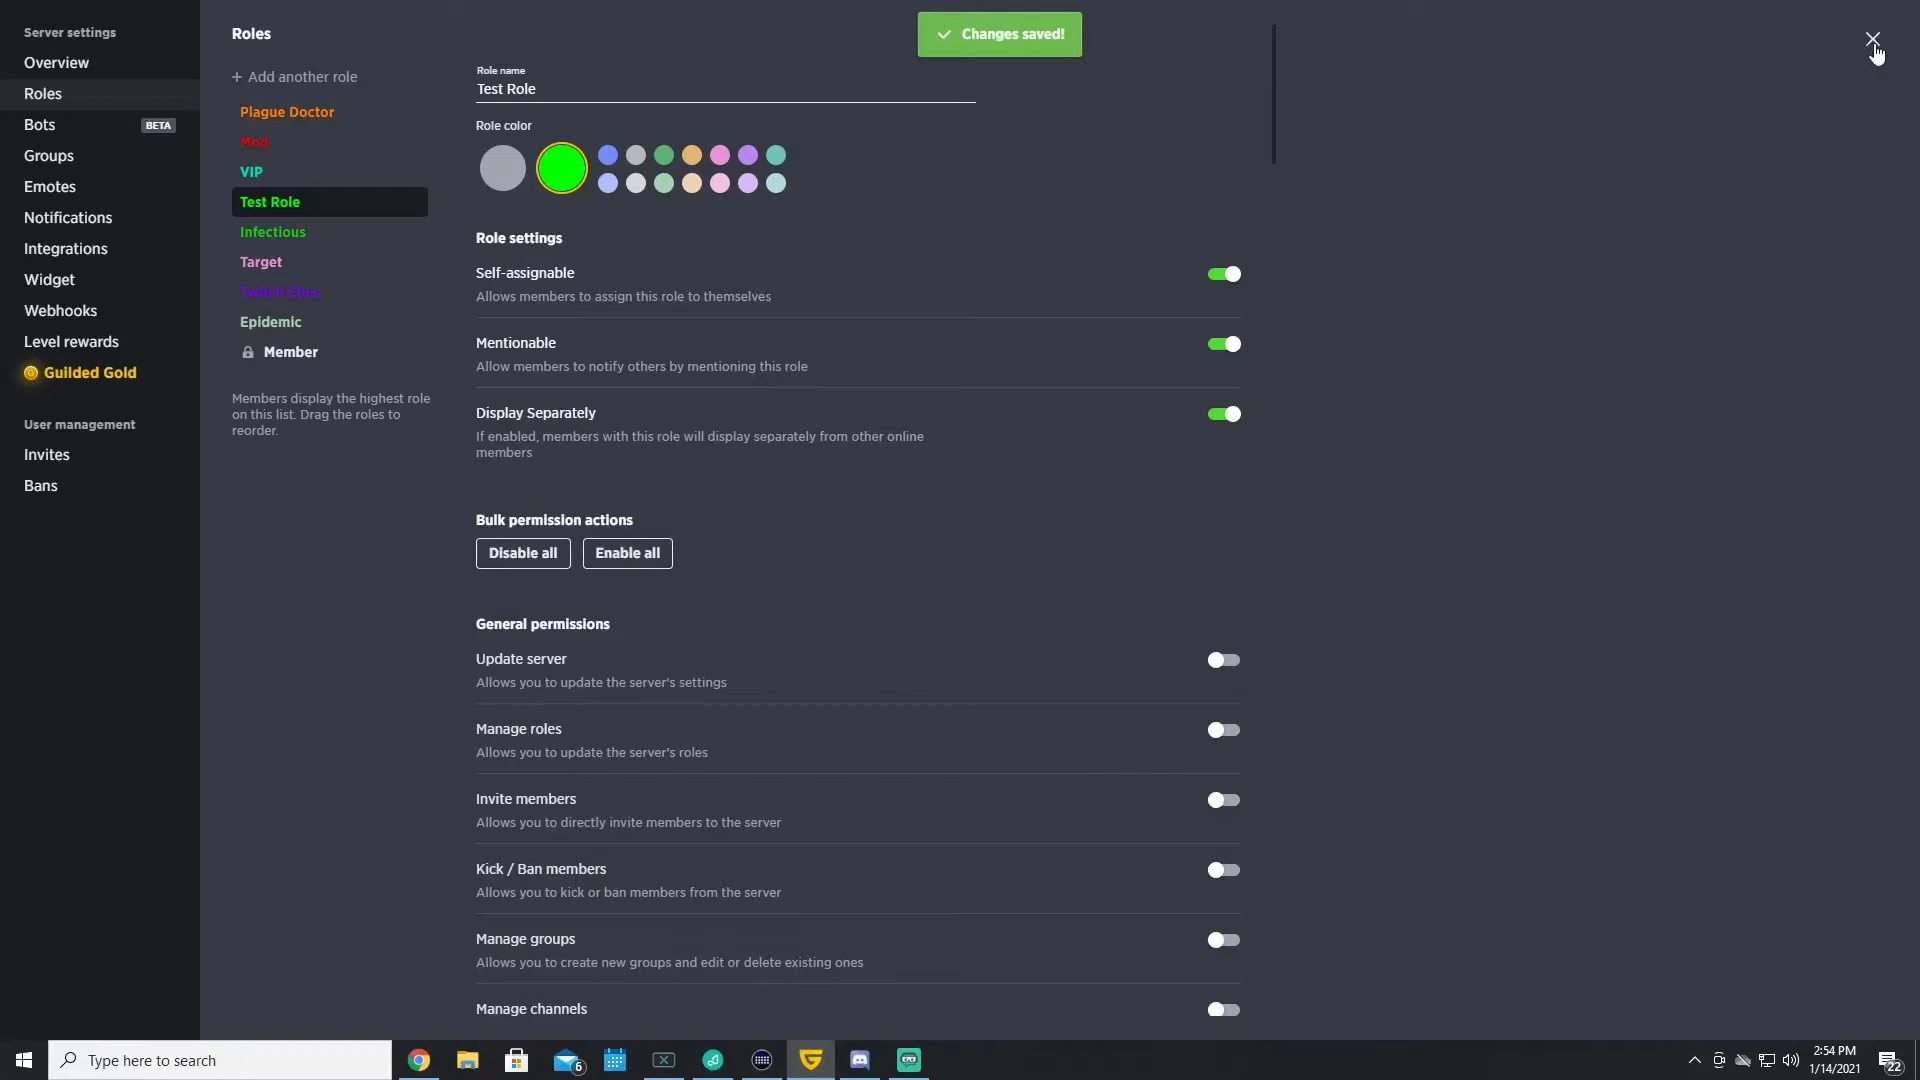 Server settings
Overview
Roles
Bots
BETA
Groups
Emotes
Notifications
Integrations
Widget
Webhooks
Level rewards
Guilded Gold
User management
Invites
Bans
Roles
+ Add another role
Plague Doctor
Mod
VIP
Test Role
Infectious
Target
Epidemic
Member
Members display the highest role
on this list. Drag the roles to
reorder.
Changes saved!
Role name
Test Role
Role color
Role settings
Self-assignable
Allows members to assign this role to themselves
Mentionable
Allow members to notify others by mentioning this role
Display Separately
If enabled, members with this role will display separately from other online
members
Bulk permission actions
Disable all
Enable all
General permissions
Update server
Allows you to update the server's settings
Manage roles
Allows you to update the server's roles
Invite members
Allows you to directly invite members to the server
Kick / Ban members
Allows you to kick or ban members from the server
Manage groups
Allows you to create new groups and edit or delete existing ones
Manage channels
Type here to search
6
2:54 PM
1/14/2021
22